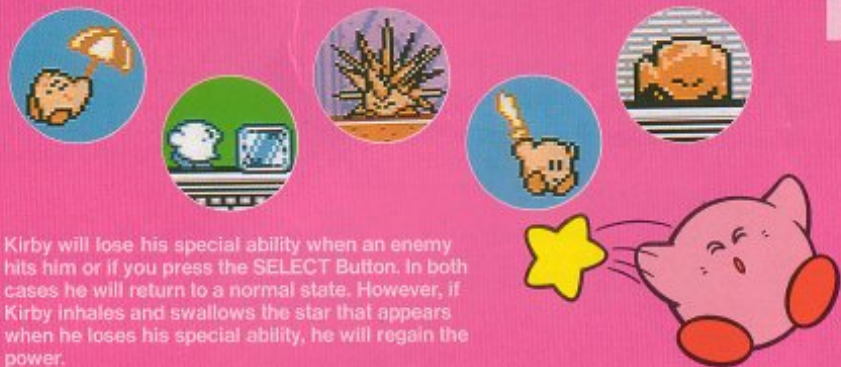 Kirby will lose his special ability when an enemy
hits him or if you press the SELECT Button. In both
cases he will return to a normal state. However, if
Kirby inhales and swallows the star that appears
when he loses his special ability, he will regain the
power.